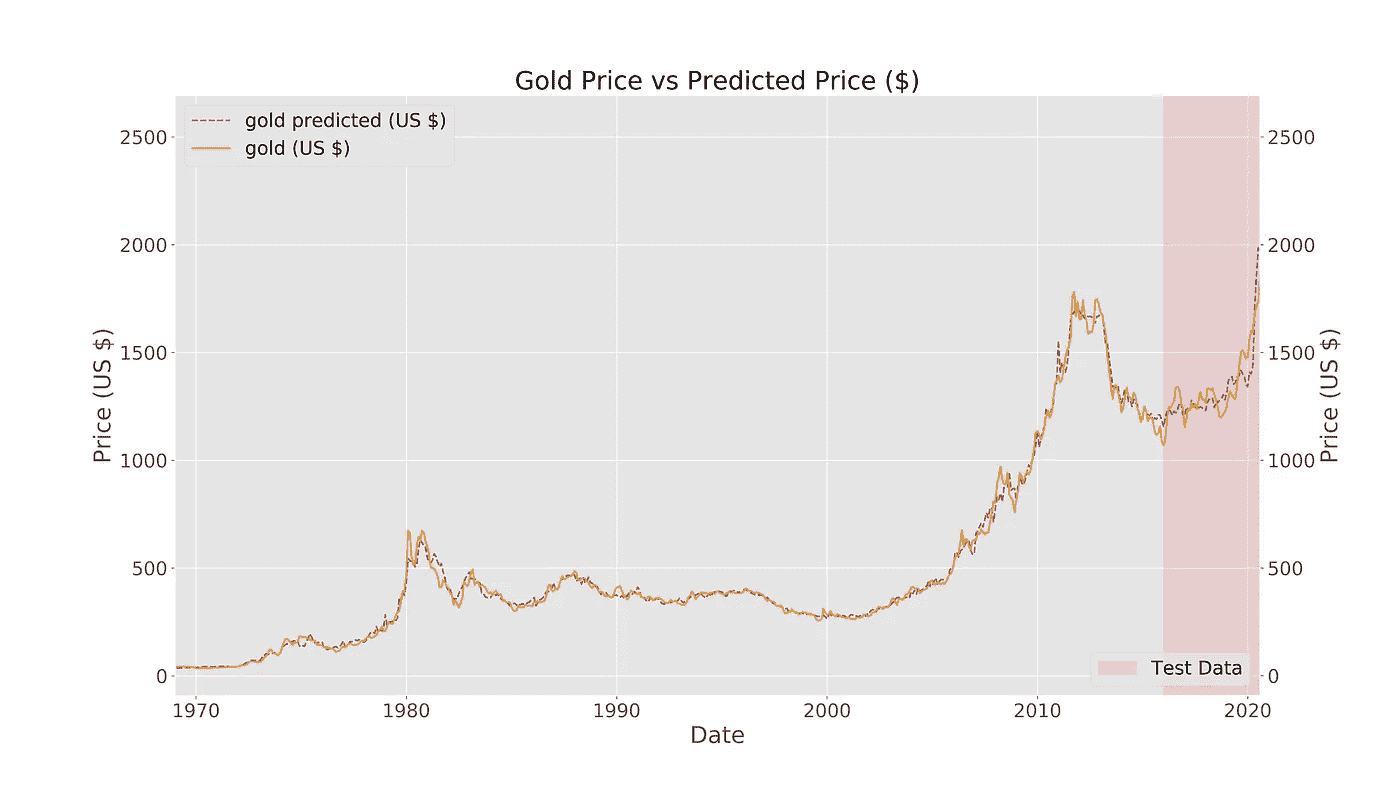 Gold Price vs Predicted Price ($)
gold predicted (US $)
gold (US $)
2500
2000
1500
1000
500
0
Price (US $)
2500
2000
1500
1000
500
0
Price (US $)
Test Data
1970 1980 1990 2000 2010 2020
Date